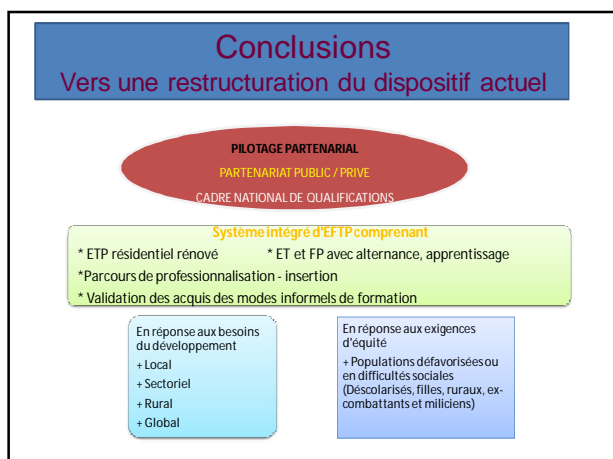 Conclusions
Vers une restructuration du dispositif actuel
PILOTAGE PARTENARIAL
PARTENARIAT PUBLIC / PRIVE
CADRE NATIONAL DE QUALIFICATIONS
Système intégré d'EFTP comprenant
* ETP résidentiel rénové * ET et FP avec alternance, apprentissage
*Parcours de professionnalisation - insertion
* Validation des acquis des modes informels de formation
En réponse aux besoins
du développement
+ Local
+ Sectoriel
+ Rural
+ Global
En réponse aux exigences
d'équité
+ Populations défavorisées ou
en difficultés sociales
(Déscolarisés, filles, ruraux, ex-
combattants et miliciens)